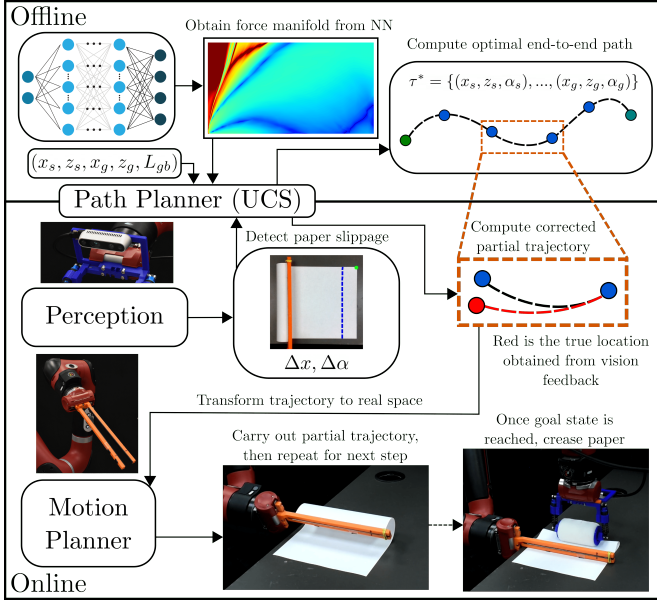 Offline
Obtain force manifold from NN
Compute optimal end-to-end path
τ* = {(x_s, z_s, α_s), ..., (x_g, z_g, α_g)}
(x_s, z_s, x_g, z_g, L_gb)
Path Planner (UCS)
Detect paper slippage
Compute corrected
partial trajectory
Perception
Δx, Δα
Red is the true location
obtained from vision
feedback
Transform trajectory to real space
Once goal state is
reached, crease paper
Carry out partial trajectory,
then repeat for next step
Motion
Planner
Online